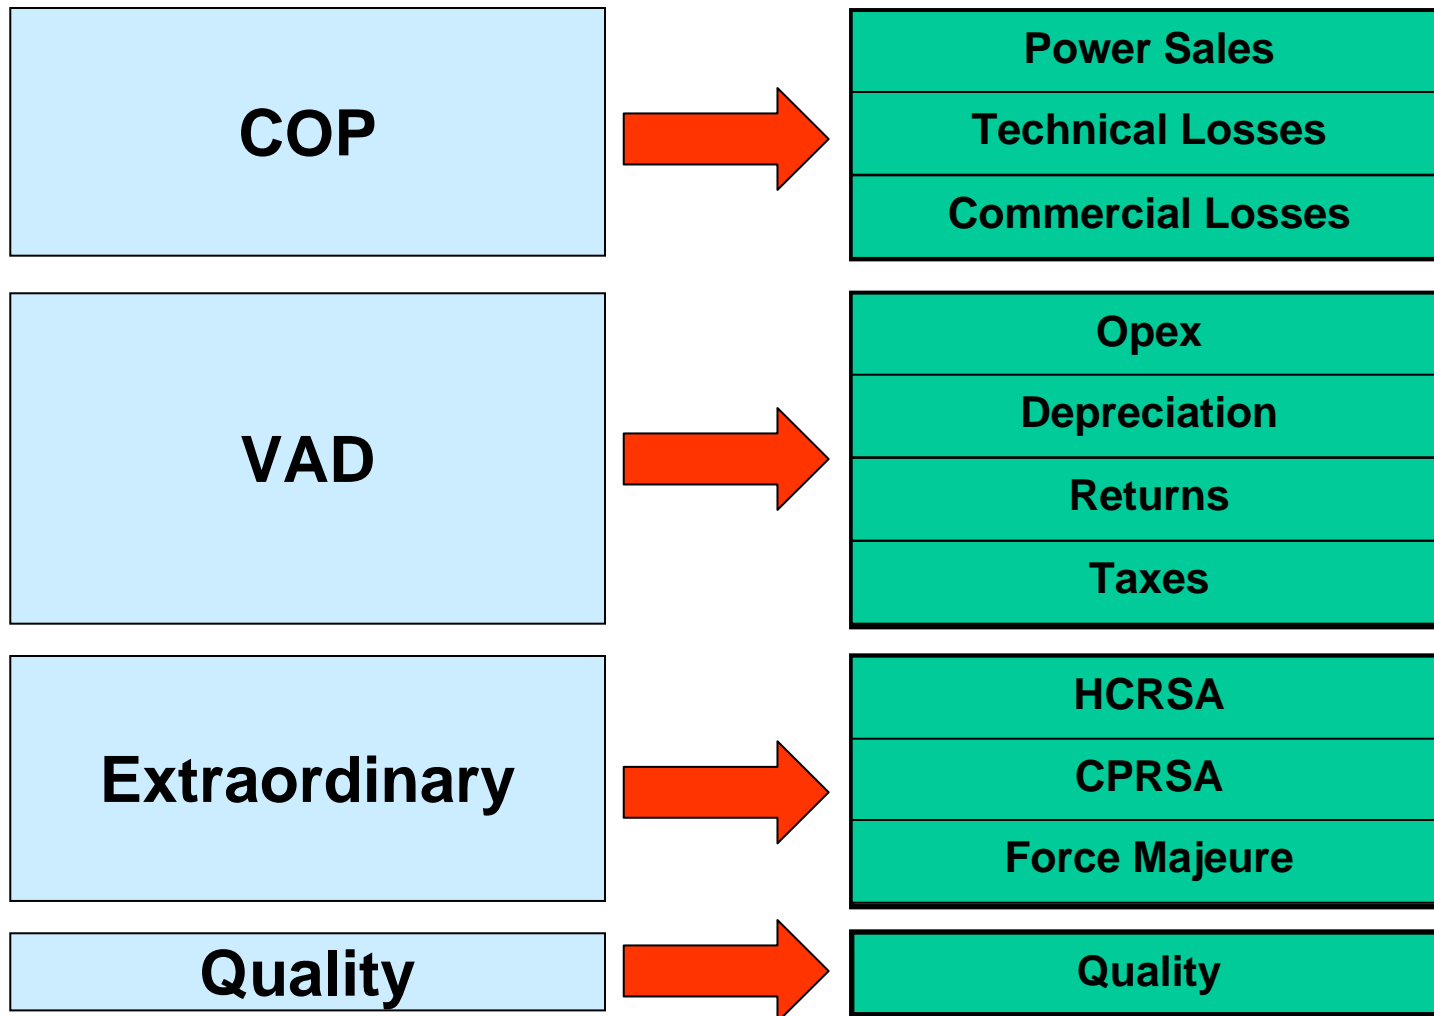 COP
Power Sales
Technical Losses
Commercial Losses
VAD
Opex
Depreciation
Returns
Taxes
Extraordinary
HCRSA
CPRSA
Force Majeure
Quality
Quality